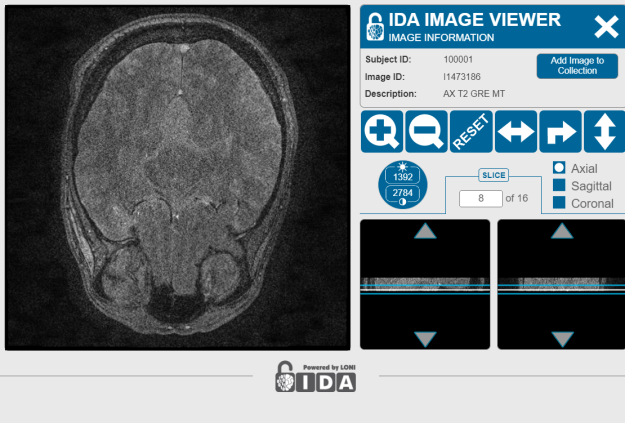 IDA IMAGE VIEWER
IMAGE INFORMATION
Subject ID: 100001
Image ID: I1473186
Description: AX T2 GRE MT
Add Image to
Collection
RESET
1392
2784
SLICE
8 of 16
Axial
Sagittal
Coronal
Powered by LONI
IDA